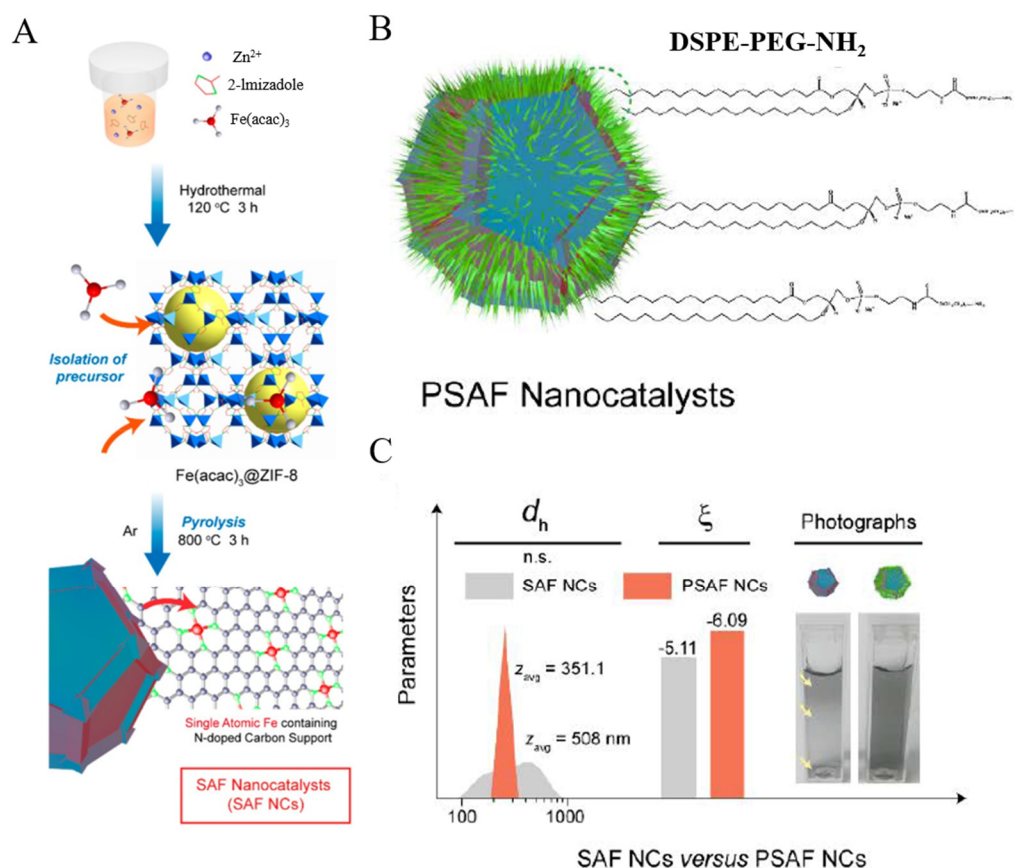 A
Zn2+
2-lmizadole
Fe(acac)3
Hydrothermal
120 °C 3 h
Isolation of
precursor
Fe(acac)3@ZIF-8
Ar
Pyrolysis
800 °C 3 h
Single Atomic Fe containing
N-doped Carbon Support
SAF Nanocatalysts
(SAF NCs)
B
DSPE-PEG-NH2
PSAF Nanocatalysts
C
dh
ξ
Photographs
n.s.
SAF NCs
PSAF NCs
Parameters
-5.11
-6.09
zavg = 351.1
zavg = 508 nm
100
1000
SAF NCs versus PSAF NCs